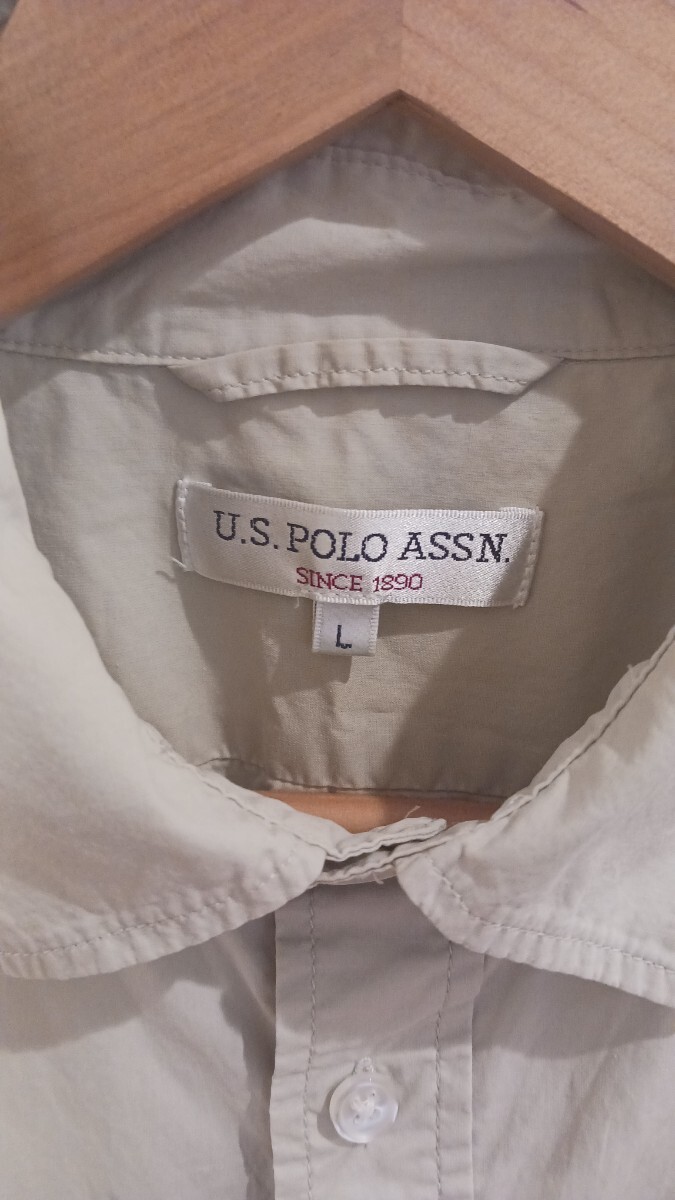 U.S. POLO ASSN.
SINCE 1890
L